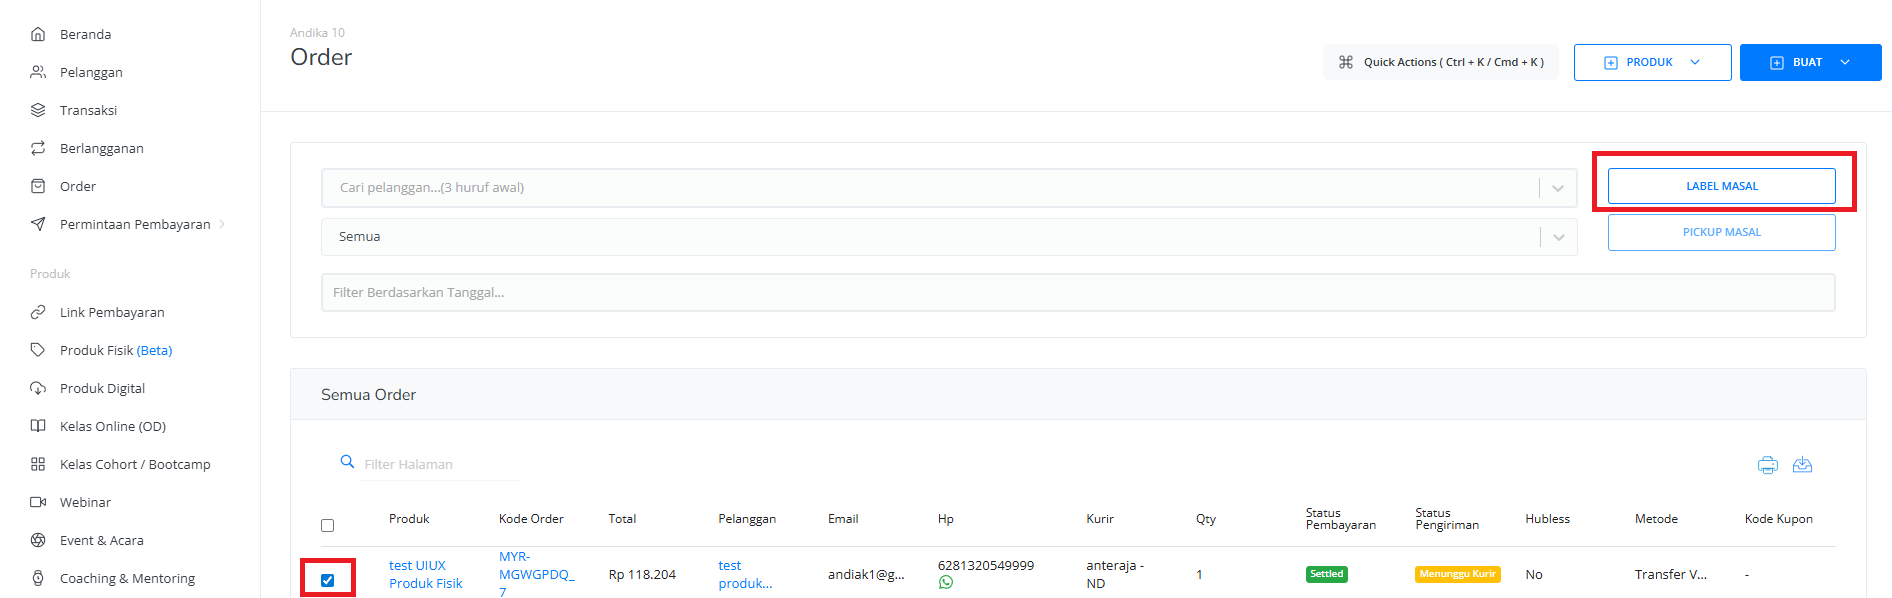 Beranda
Pelanggan
Transaksi
Berlangganan
Order
Permintaan Pembayaran
Produk
Link Pembayaran
Produk Fisik (Beta)
Produk Digital
Kelas Online (OD)
Kelas Cohort / Bootcamp
Webinar
Event & Acara
Coaching & Mentoring
Andika 10
Order
Quick Actions ( Ctrl + K / Cmd + K )
PRODUK
BUAT
Cari pelanggan...(3 huruf awal)
LABEL MASAL
Semua
PICKUP MASAL
Filter Berdasarkan Tanggal...
Semua Order
Filter Halaman
Produk Kode Order Total Pelanggan Email Hp Kurir Qty Status Pembayaran Status Pengiriman Hubless Metode Kode Kupon
test UIUX
Produk Fisik
MYR-
MGWGPDQ_
7
Rp 118.204
test
produk...
andiak1@g...
6281320549999
anteraja -
ND
1
Settled
Menunggu Kurir
No
Transfer V...
-